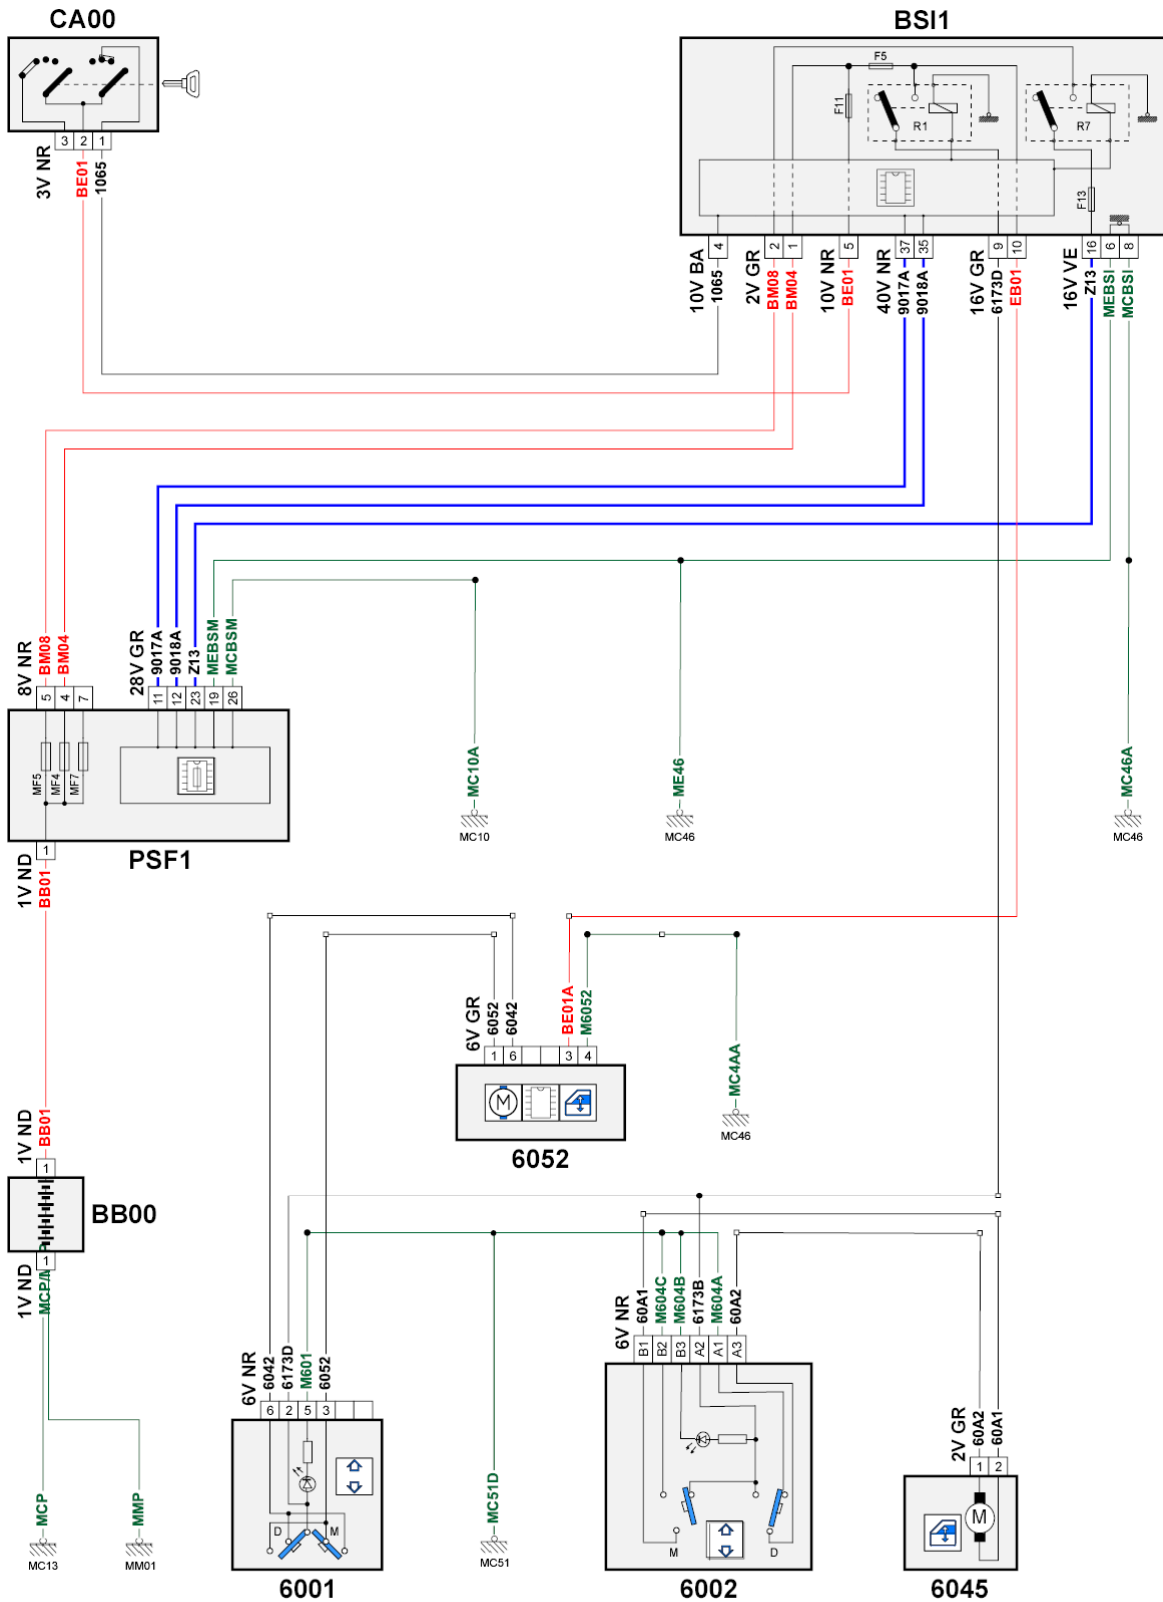 CA00
BSI1
F5
F11
R1
R7
F13
3 2 1
3V NR
BE01
1065
4 2 1 5 37 35 9 10 16 6 8
10V BA
1065
2V GR
BM08
BM04
10V NR
BE01
40V NR
9017A
9018A
16V GR
6173D
EB01
16V VE
Z13
MEBSI
MCBSI
8V NR
BM08
BM04
28V GR
9017A
9018A
Z13
MEBSM
MCBSM
5 4 7 11 12 23 19 26
MF5
MF4
MF7
MC10A
ME46
MC46A
MC10
MC46
MC46
1
PSF1
1V ND
BB01
6V GR
6052
6042
BE01A
M6052
1 6 3 4
M
MC4AA
MC46
6052
1V ND
BB01
1
BB00
1
1V ND
MCP/M P
6V NR
60A1
M604C
M604B
6173B
M604A
60A2
B1 B2 B3 A2 A1 A3
6V NR
6042
6173D
M601
6052
6 2 5 3
2V GR
60A2
60A1
1 2
M
D
M
M
D
MCP
MMP
MC51D
MC13
MM01
MC51
6001
6002
6045